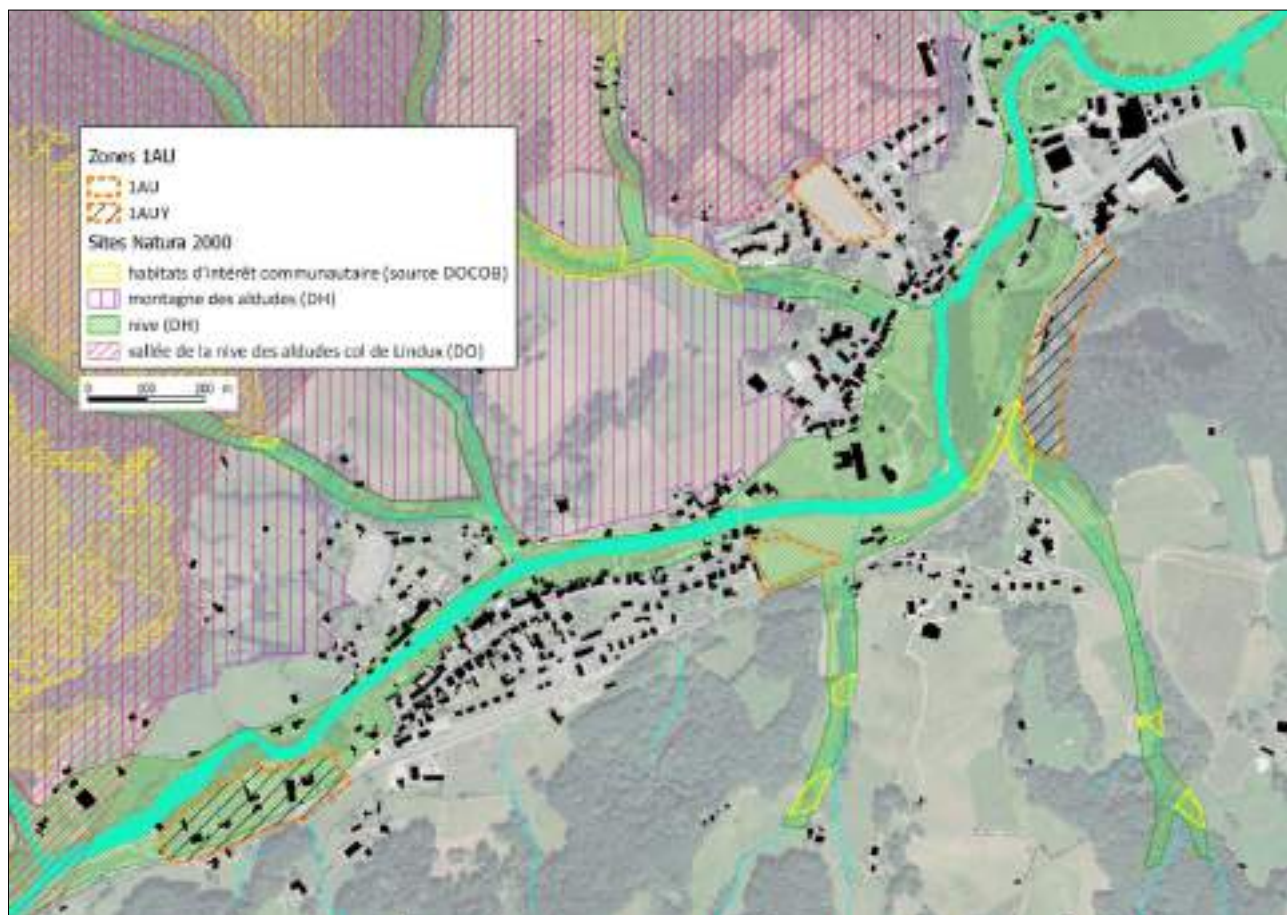 Zones 1AU
1AU
1AUY
Sites Natura 2000
habitats d'intérêt communautaire (source DOCOB)
montagne des aldudes (DH)
nive (DH)
vallée de la nive des aldudes col de Lindux (DO)
0 m